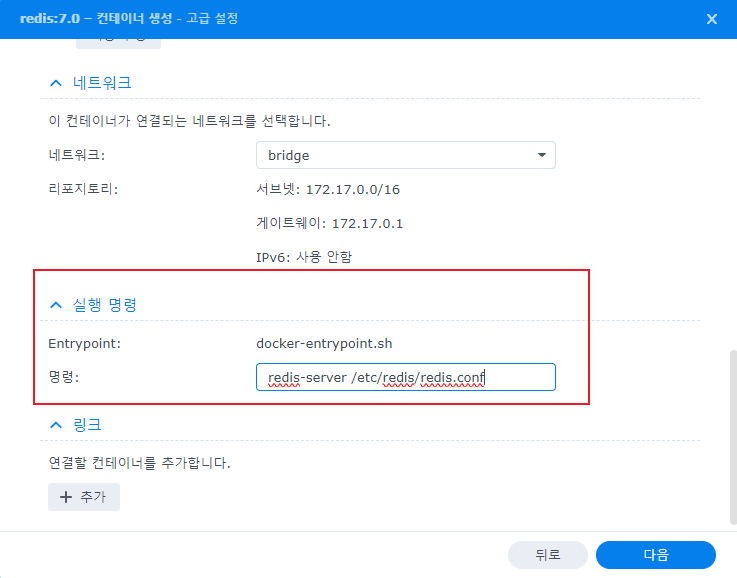 redis:7.0 – 컨테이너 생성 - 고급 설정
네트워크
이 컨테이너가 연결되는 네트워크를 선택합니다.
네트워크: bridge
리포지토리: 서브넷: 172.17.0.0/16
게이트웨이: 172.17.0.1
IPv6: 사용 안함
실행 명령
Entrypoint: docker-entrypoint.sh
명령: redis-server /etc/redis/redis.conf
링크
연결할 컨테이너를 추가합니다.
+ 추가
뒤로 다음